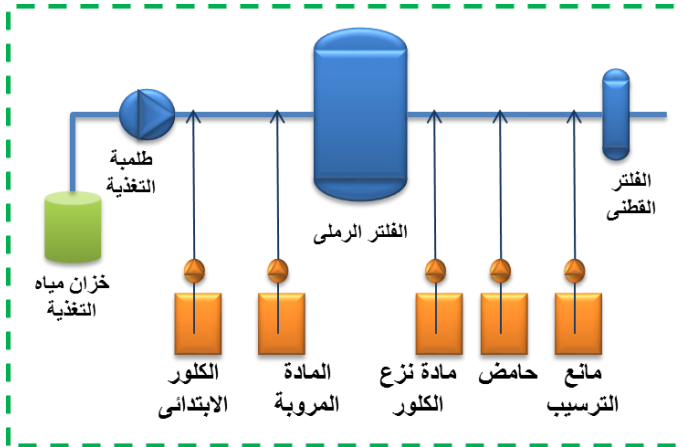 طلمبة
التغذية
خزان مياه
التغذية
الفلتر الرملى
الفلتر
القطنى
الكلور
الابتدائى
المادة
المروبة
مادة نزع
الكلور
حامض
مانع
الترسيب